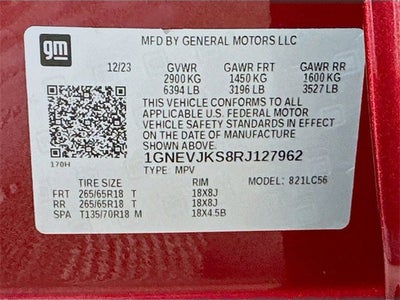 gm
MFD BY GENERAL MOTORS LLC
12/23 GVWR GAWR FRT GAWR RR
2900 KG 1450 KG 1600 KG
6394 LB 3196 LB 3527 LB
THIS VEHICLE CONFORMS TO ALL
APPLICABLE U.S. FEDERAL MOTOR
VEHICLE SAFETY STANDARDS IN
EFFECT ON THE DATE OF MANUFACTURE
SHOWN ABOVE.
170H
1GNEVJKS8RJ127962
TYPE: MPV
TIRE SIZE RIM MODEL: 821LC56
FRT 265/65R18 T 18X8J
RR 265/65R18 T 18X8J
SPA T135/70R18 M 18X4.5B